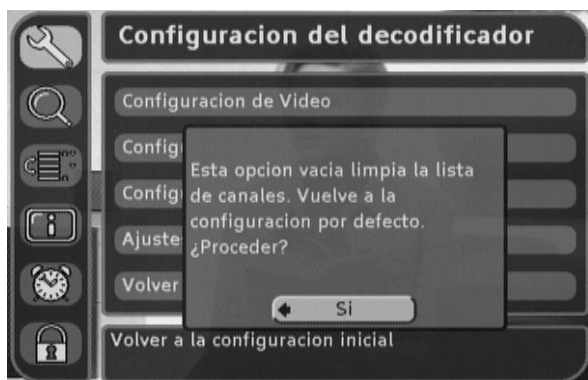 Configuracion del decodificador
Configuracion de Video
Config
Esta opcion vacia limpia la lista
Config
de canales. Vuelve a la
configuracion por defecto.
Ajuste
¿Proceder?
Volver
Si
Volver a la configuracion inicial